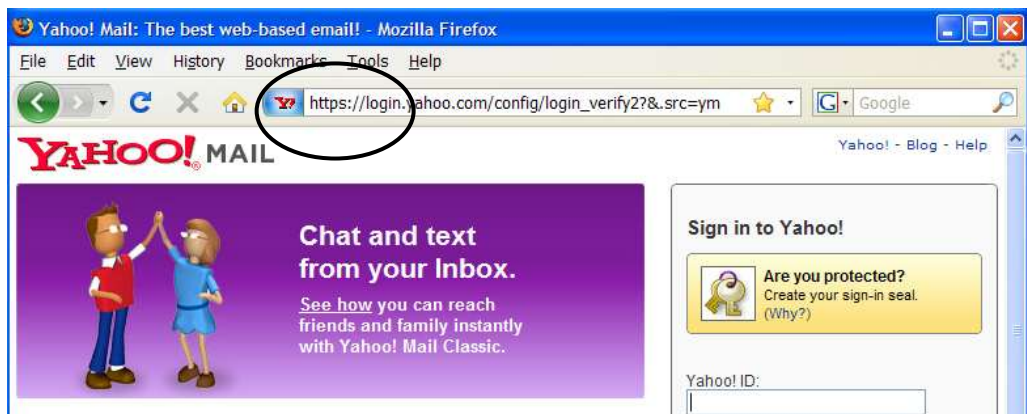 Yahoo! Mail: The best web-based email! - Mozilla Firefox
File Edit View History Bookmarks Tools Help
Y! https://login.yahoo.com/config/login_verify2?&.src=ym G Google
YAHOO! MAIL
Yahoo! - Blog - Help
Chat and text
from your Inbox.
See how you can reach
friends and family instantly
with Yahoo! Mail Classic.
Sign in to Yahoo!
Are you protected?
Create your sign-in seal.
(Why?)
Yahoo! ID: